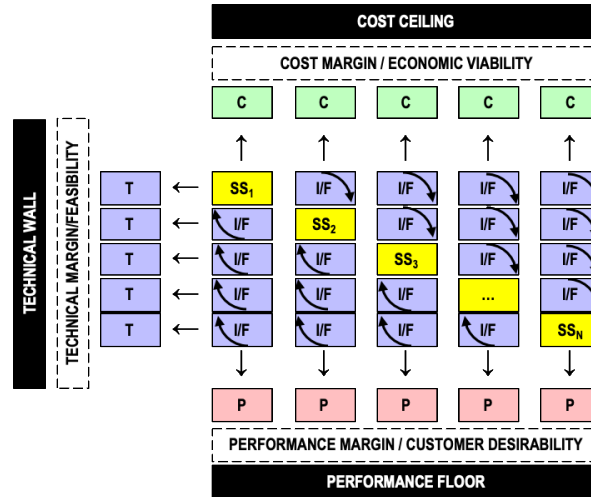 COST CEILING
COST MARGIN / ECONOMIC VIABILITY
C C C C C
TECHNICAL WALL
TECHNICAL MARGIN/FEASIBILITY
T SS1 I/F I/F I/F I/F
T I/F SS2 I/F I/F I/F
T I/F I/F SS3 I/F I/F
T I/F I/F I/F ... I/F
T I/F I/F I/F I/F SSN
P P P P P
PERFORMANCE MARGIN / CUSTOMER DESIRABILITY
PERFORMANCE FLOOR